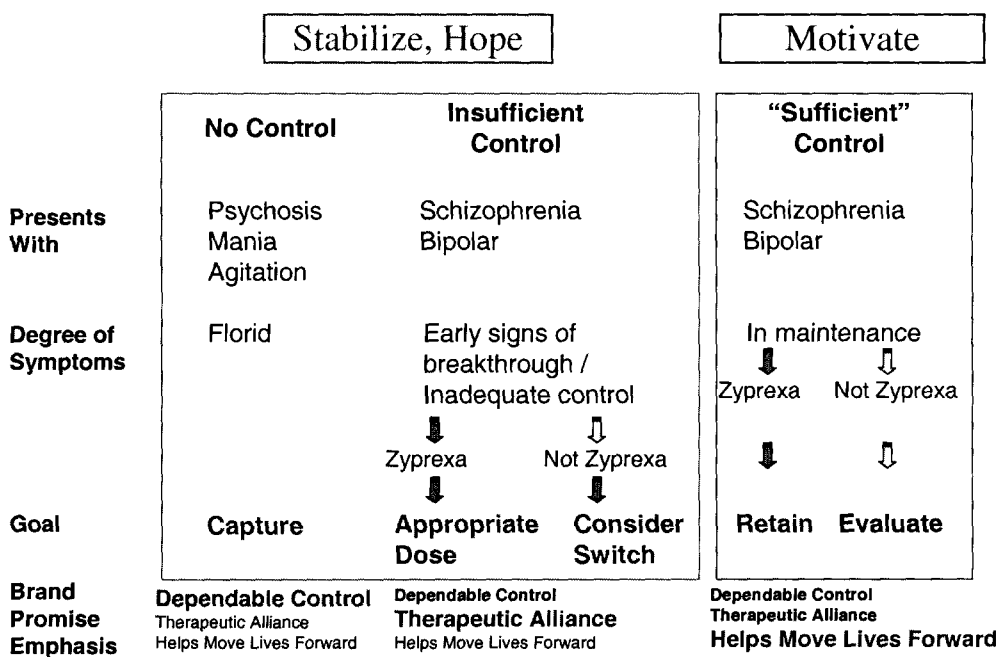 Stabilize, Hope
Motivate
No Control
Insufficient
Control
"Sufficient"
Control
Presents
With
Psychosis
Mania
Agitation
Schizophrenia
Bipolar
Schizophrenia
Bipolar
Degree of
Symptoms
Florid
Early signs of
breakthrough /
Inadequate control
In maintenance
Zyprexa
Not Zyprexa
Zyprexa
Not Zyprexa
Goal
Capture
Appropriate
Dose
Consider
Switch
Retain
Evaluate
Brand
Promise
Emphasis
Dependable Control
Therapeutic Alliance
Helps Move Lives Forward
Dependable Control
Therapeutic Alliance
Helps Move Lives Forward
Dependable Control
Therapeutic Alliance
Helps Move Lives Forward